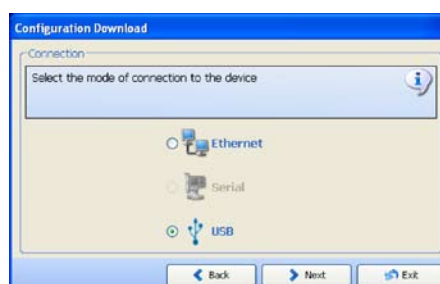 Configuration Download
Connection
Select the mode of connection to the device
Ethernet
Serial
USB
Back Next Exit